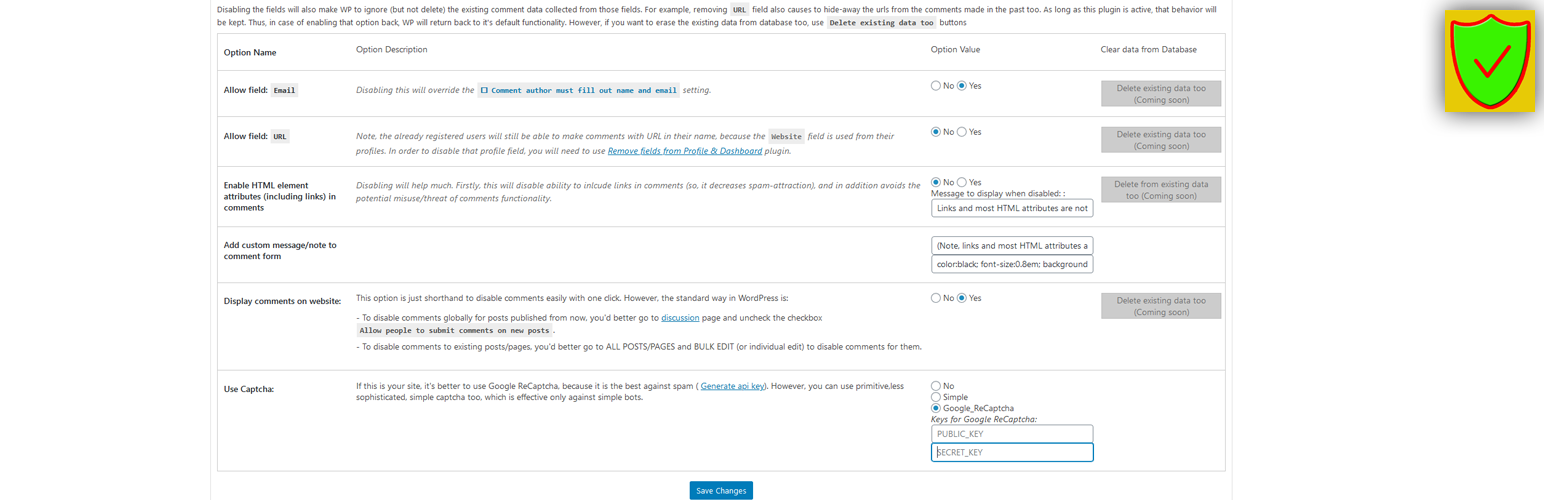 Disabling the fields will also make WP to ignore (but not delete) the existing comment data collected from those fields. For example, removing URL field also causes to hide-away the urls from the comments made in the past too. As long as this plugin is active, that behavior will
be kept. Thus, in case of enabling that option back, WP will return back to it's default functionality. However, if you want to erase the existing data from database too, use Delete existing data too buttons
Option Name
Option Description
Option Value
Clear data from Database
Allow field: Email
Disabling this will override the Comment author must fill out name and email setting.
No Yes
Delete existing data too
(Coming soon)
Allow field: URL
Note, the already registered users will still be able to make comments with URL in their name, because the Website field is used from their
profiles. In order to disable that profile field, you will need to use Remove fields from Profile & Dashboard plugin.
No Yes
Delete existing data too
(Coming soon)
Enable HTML element
attributes (including links) in
comments
Disabling will help much. Firstly, this will disable ability to inlcude links in comments (so, it decreases spam-attraction), and in addition avoids the
potential misuse/threat of comments functionality.
No Yes
Message to display when disabled: :
Links and most HTML attributes are not
Delete from existing data
too (Coming soon)
Add custom message/note to
comment form
(Note, links and most HTML attributes a
color:black; font-size:0.8em; background
Display comments on website:
This option is just shorthand to disable comments easily with one click. However, the standard way in WordPress is:
- To disable comments globally for posts published from now, you'd better go to discussion page and uncheck the checkbox
Allow people to submit comments on new posts .
- To disable comments to existing posts/pages, you'd better go to ALL POSTS/PAGES and BULK EDIT (or individual edit) to disable comments for them.
No Yes
Delete existing data too
(Coming soon)
Use Captcha:
If this is your site, it's better to use Google ReCaptcha, because it is the best against spam ( Generate api key). However, you can use primitive,less
sophisticated, simple captcha too, which is effective only against simple bots.
No
Simple
Google_ReCaptcha
Keys for Google ReCaptcha:
PUBLIC_KEY
SECRET_KEY
Save Changes